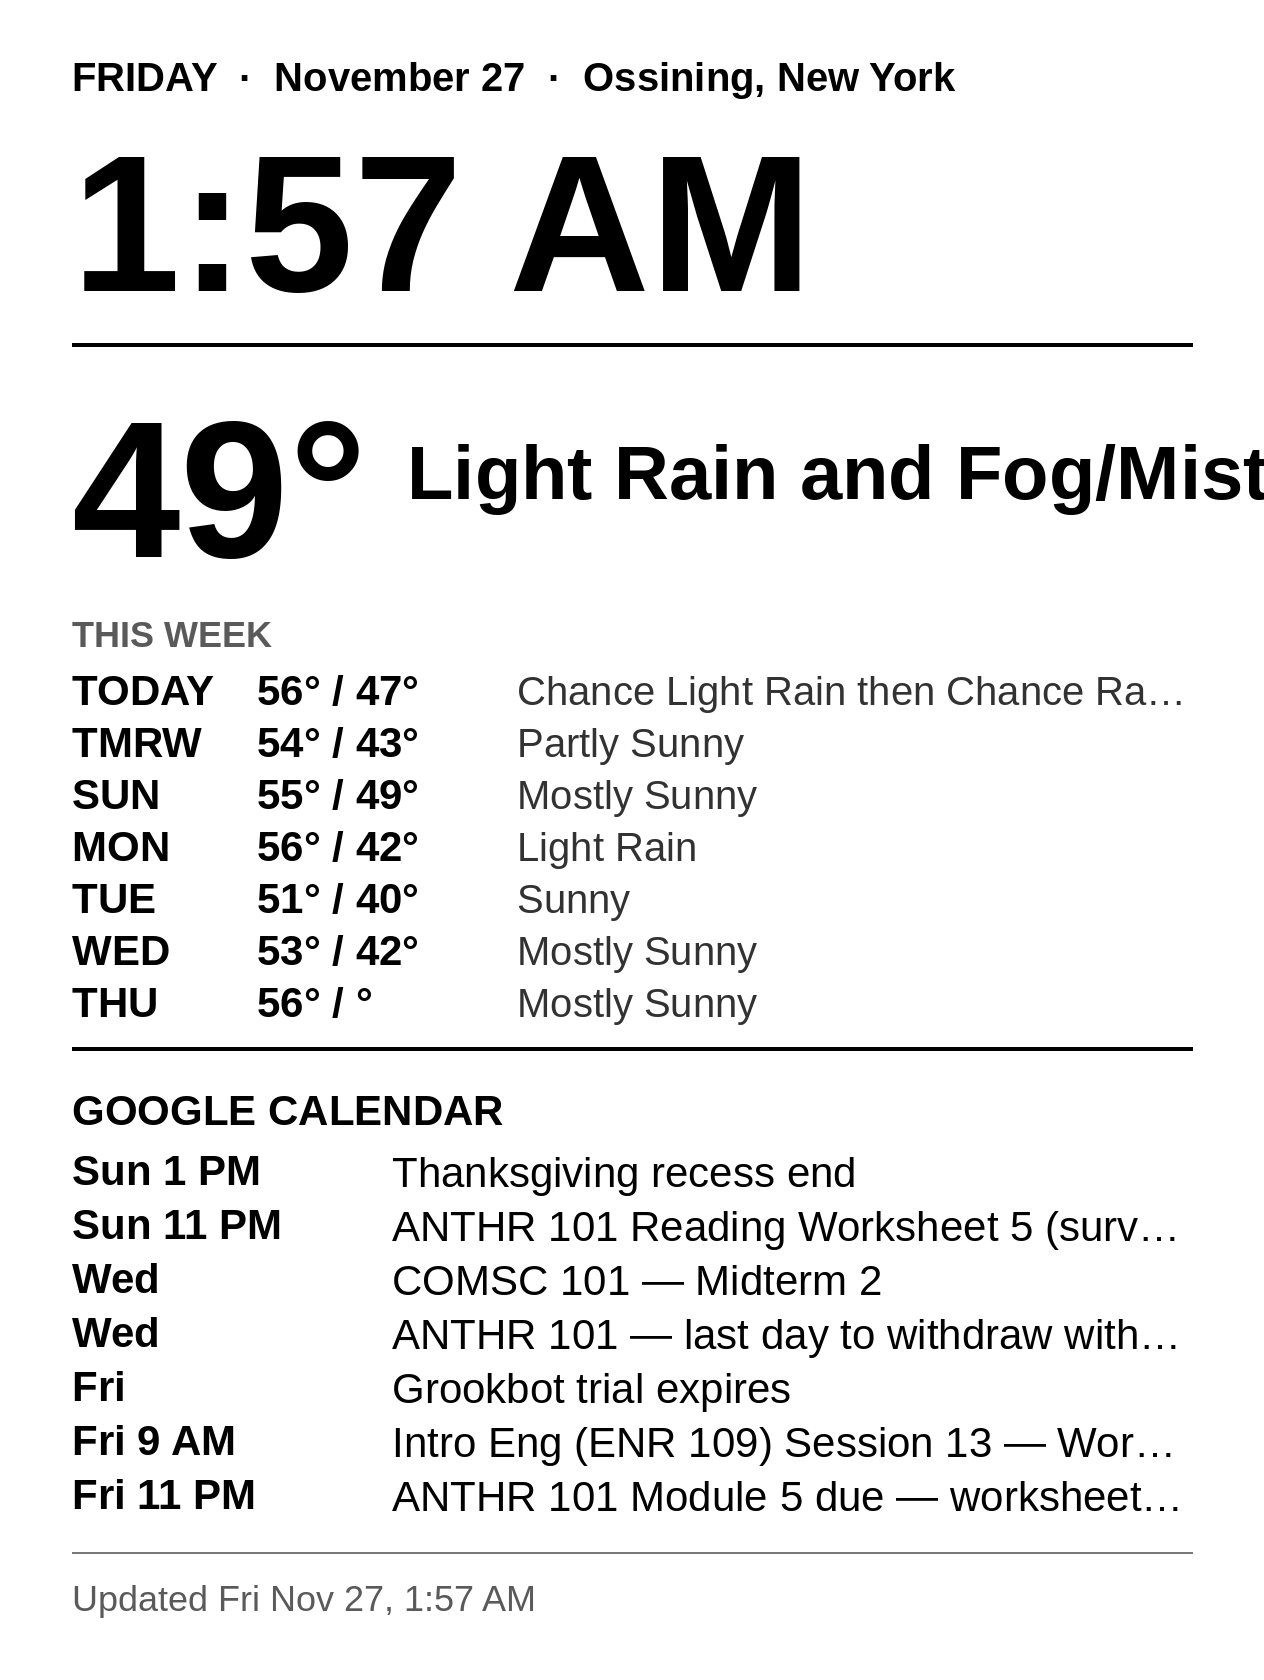 FRIDAY · November 27 · Ossining, New York
1:57 AM
49° Light Rain and Fog/Mist
THIS WEEK
TODAY 56° / 47° Chance Light Rain then Chance Ra…
TMRW 54° / 43° Partly Sunny
SUN 55° / 49° Mostly Sunny
MON 56° / 42° Light Rain
TUE 51° / 40° Sunny
WED 53° / 42° Mostly Sunny
THU 56° / ° Mostly Sunny
GOOGLE CALENDAR
Sun 1 PM Thanksgiving recess end
Sun 11 PM ANTHR 101 Reading Worksheet 5 (surv…
Wed COMSC 101 — Midterm 2
Wed ANTHR 101 — last day to withdraw with…
Fri Grookbot trial expires
Fri 9 AM Intro Eng (ENR 109) Session 13 — Wor…
Fri 11 PM ANTHR 101 Module 5 due — worksheet…
Updated Fri Nov 27, 1:57 AM